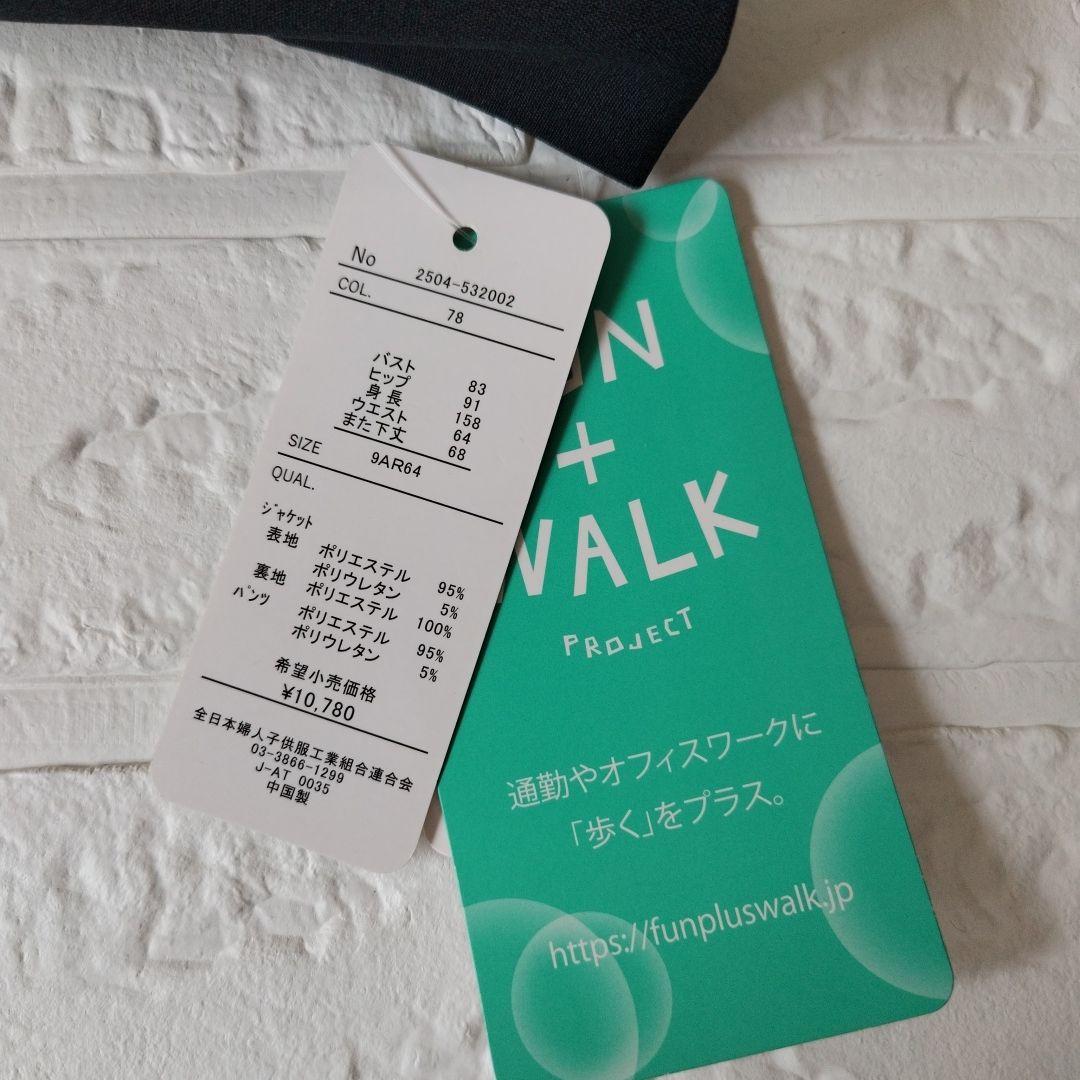 No 2504-532002
COL. 78
バスト 83
ヒップ 91
身長 158
ウエスト 64
また下丈 68
SIZE 9AR64
QUAL.
ｼﾞｬｹｯﾄ
表地 ポリエステル 95%
ポリウレタン 5%
裏地 ポリエステル 100%
ﾊﾟﾝﾂ ポリエステル 95%
ポリウレタン 5%
希望小売価格
¥10,780
全日本婦人子供服工業組合連合会
03-3866-1299
J-AT 0035
中国製
+
WALK
PROJECT
通勤やオフィスワークに
「歩く」をプラス。
https://funpluswalk.jp